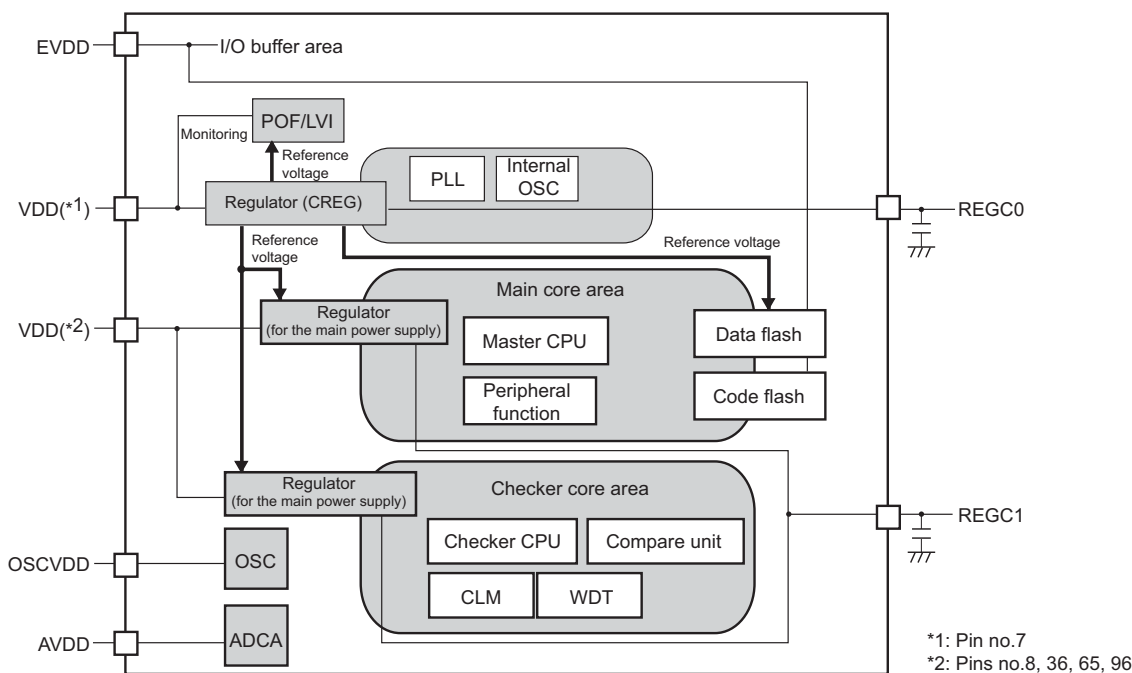 EVDD
I/O buffer area
POF/LVI
Monitoring
Reference
voltage
PLL
Internal
OSC
VDD(*1)
Regulator (CREG)
REGC0
Reference
voltage
Reference voltage
Main core area
Regulator
(for the main power supply)
VDD(*2)
Master CPU
Data flash
Peripheral
function
Code flash
Checker core area
Regulator
(for the main power supply)
REGC1
Checker CPU
Compare unit
OSCVDD
OSC
CLM
WDT
AVDD
ADCA
*1: Pin no.7
*2: Pins no.8, 36, 65, 96